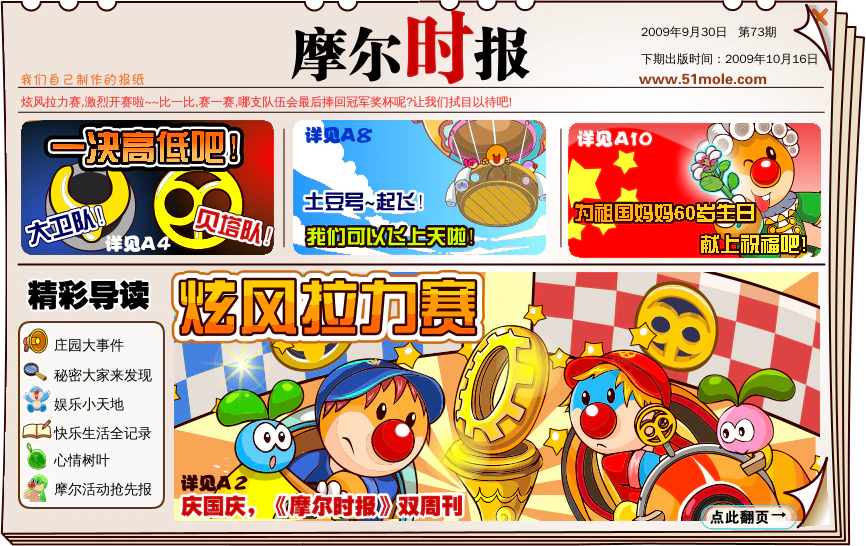 摩尔时报
2009年9月30日 第73期
下期出版时间：2009年10月16日
我们自己制作的报纸
www.51mole.com
炫风拉力赛,激烈开赛啦~~比一比,赛一赛,哪支队伍会最后捧回冠军奖杯呢?让我们拭目以待吧!
一决高低吧!
大卫队!
贝塔队!
详见A4
详见A8
土豆号~起飞!
我们可以飞上天啦!
详见A10
为祖国妈妈60岁生日
献上祝福吧!
精彩导读
庄园大事件
秘密大家来发现
娱乐小天地
快乐生活全记录
心情树叶
摩尔活动抢先报
炫风拉力赛
详见A2
庆国庆，《摩尔时报》双周刊
点此翻页→